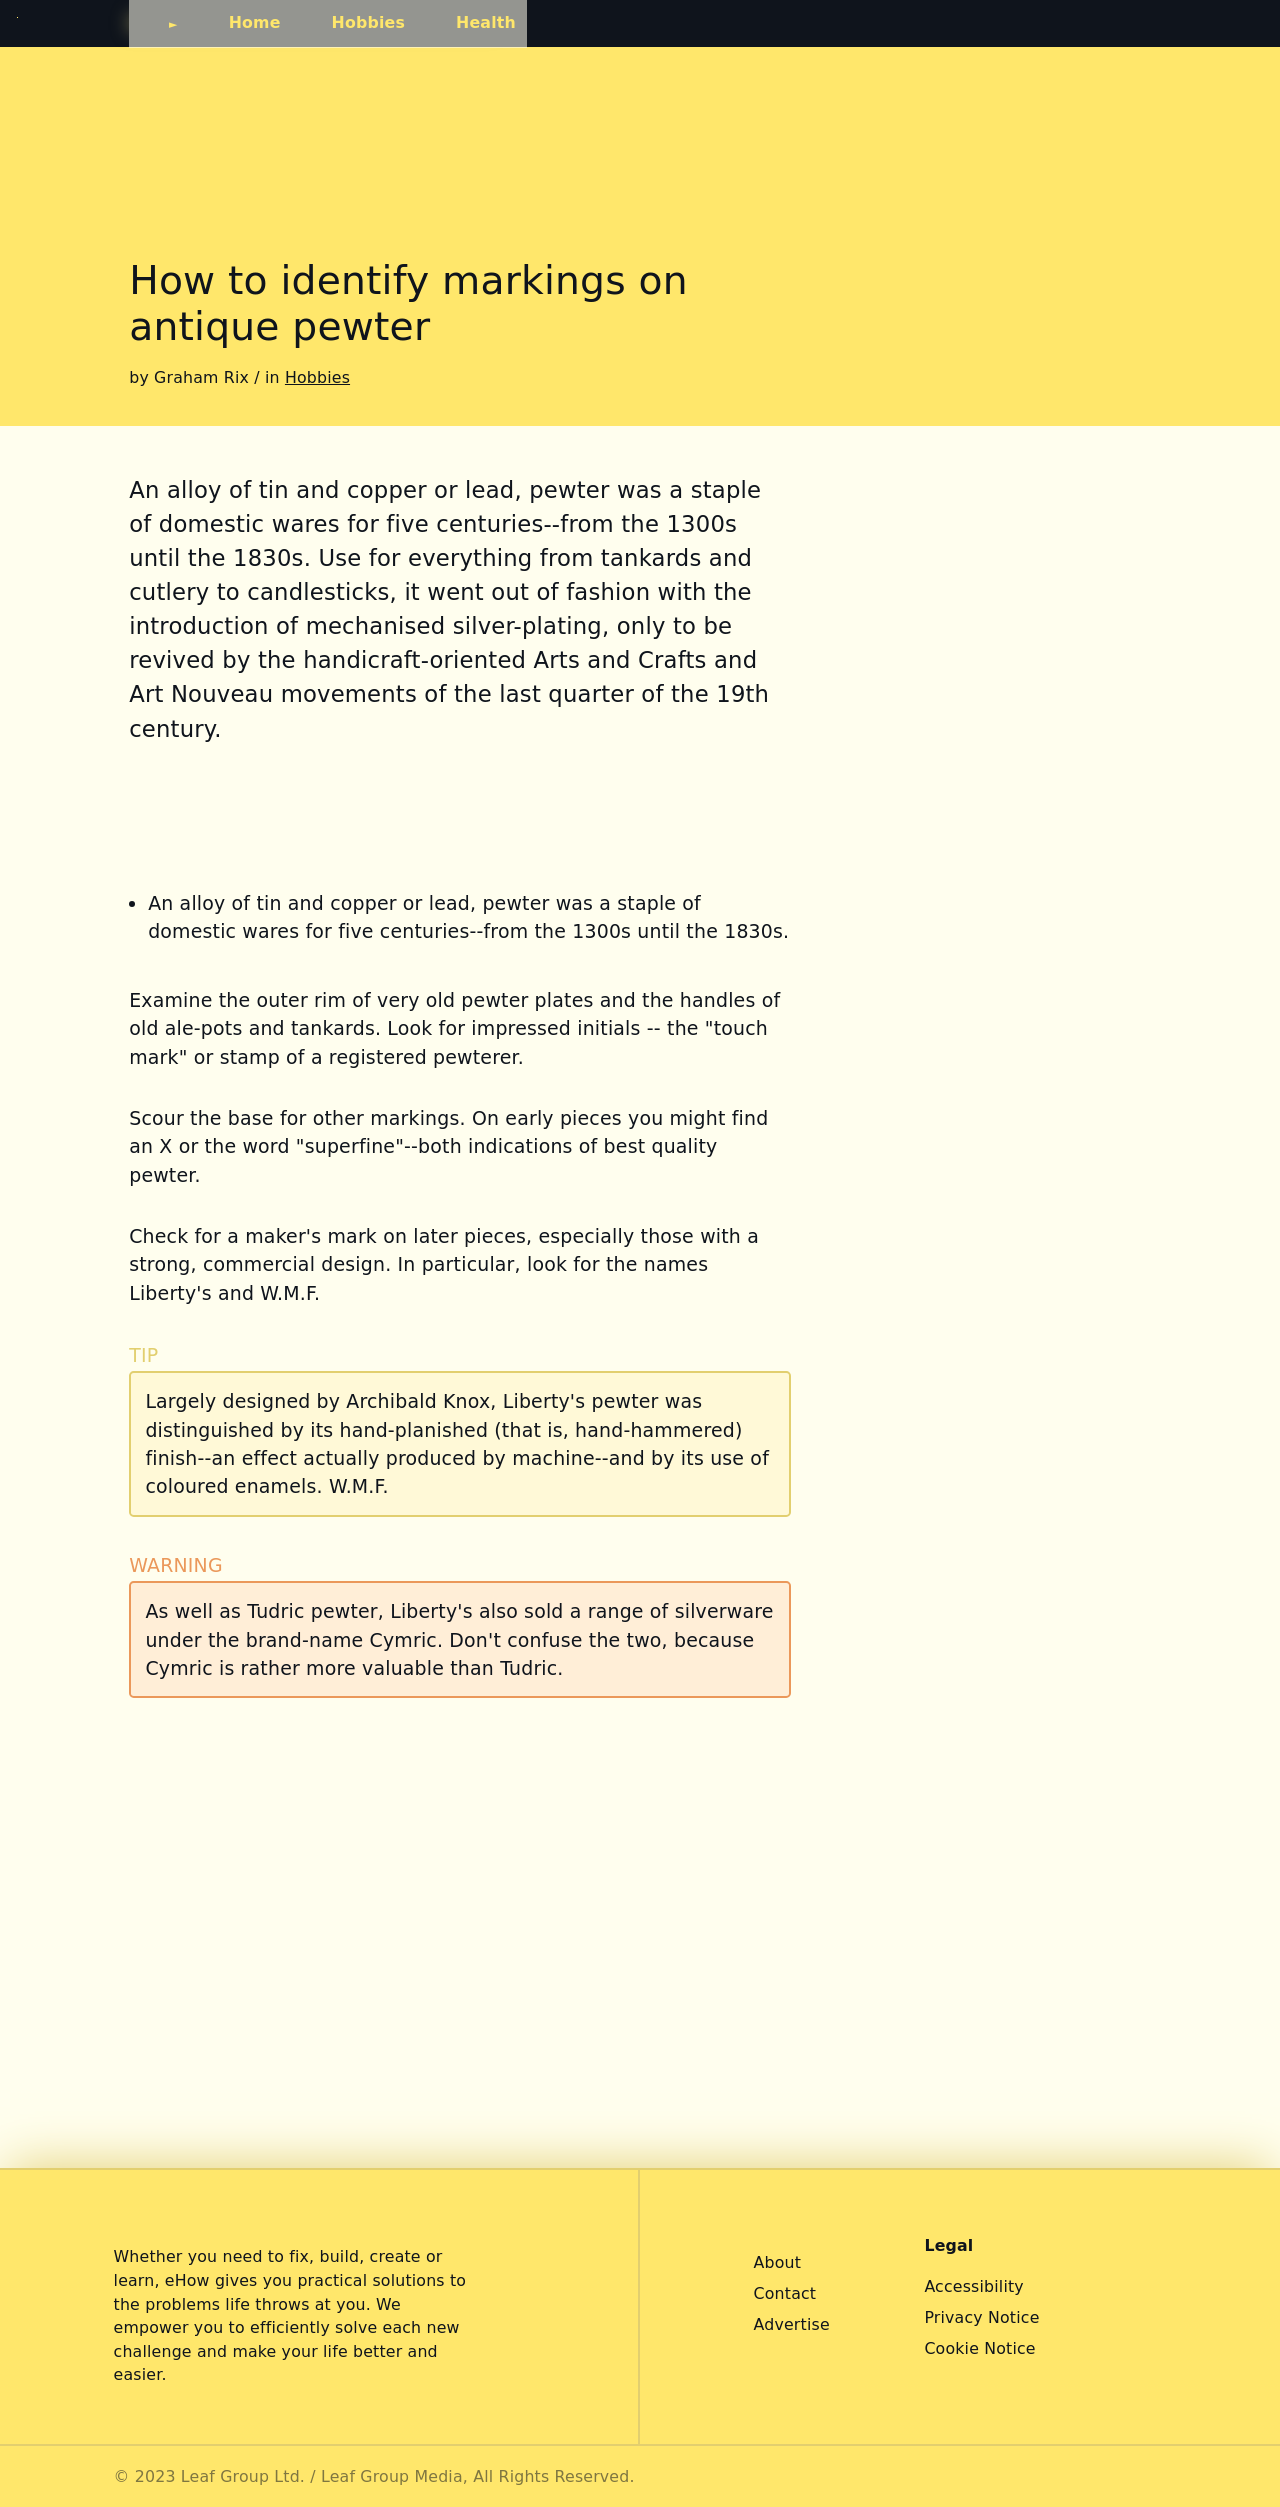 ► Home Hobbies Health
How to identify markings on
antique pewter
by Graham Rix / in Hobbies
An alloy of tin and copper or lead, pewter was a staple
of domestic wares for five centuries--from the 1300s
until the 1830s. Use for everything from tankards and
cutlery to candlesticks, it went out of fashion with the
introduction of mechanised silver-plating, only to be
revived by the handicraft-oriented Arts and Crafts and
Art Nouveau movements of the last quarter of the 19th
century.
• An alloy of tin and copper or lead, pewter was a staple of
domestic wares for five centuries--from the 1300s until the 1830s.
Examine the outer rim of very old pewter plates and the handles of
old ale-pots and tankards. Look for impressed initials -- the "touch
mark" or stamp of a registered pewterer.
Scour the base for other markings. On early pieces you might find
an X or the word "superfine"--both indications of best quality
pewter.
Check for a maker's mark on later pieces, especially those with a
strong, commercial design. In particular, look for the names
Liberty's and W.M.F.
TIP
Largely designed by Archibald Knox, Liberty's pewter was
distinguished by its hand-planished (that is, hand-hammered)
finish--an effect actually produced by machine--and by its use of
coloured enamels. W.M.F.
WARNING
As well as Tudric pewter, Liberty's also sold a range of silverware
under the brand-name Cymric. Don't confuse the two, because
Cymric is rather more valuable than Tudric.
Whether you need to fix, build, create or
learn, eHow gives you practical solutions to
the problems life throws at you. We
empower you to efficiently solve each new
challenge and make your life better and
easier.
About
Contact
Advertise
Legal
Accessibility
Privacy Notice
Cookie Notice
© 2023 Leaf Group Ltd. / Leaf Group Media, All Rights Reserved.